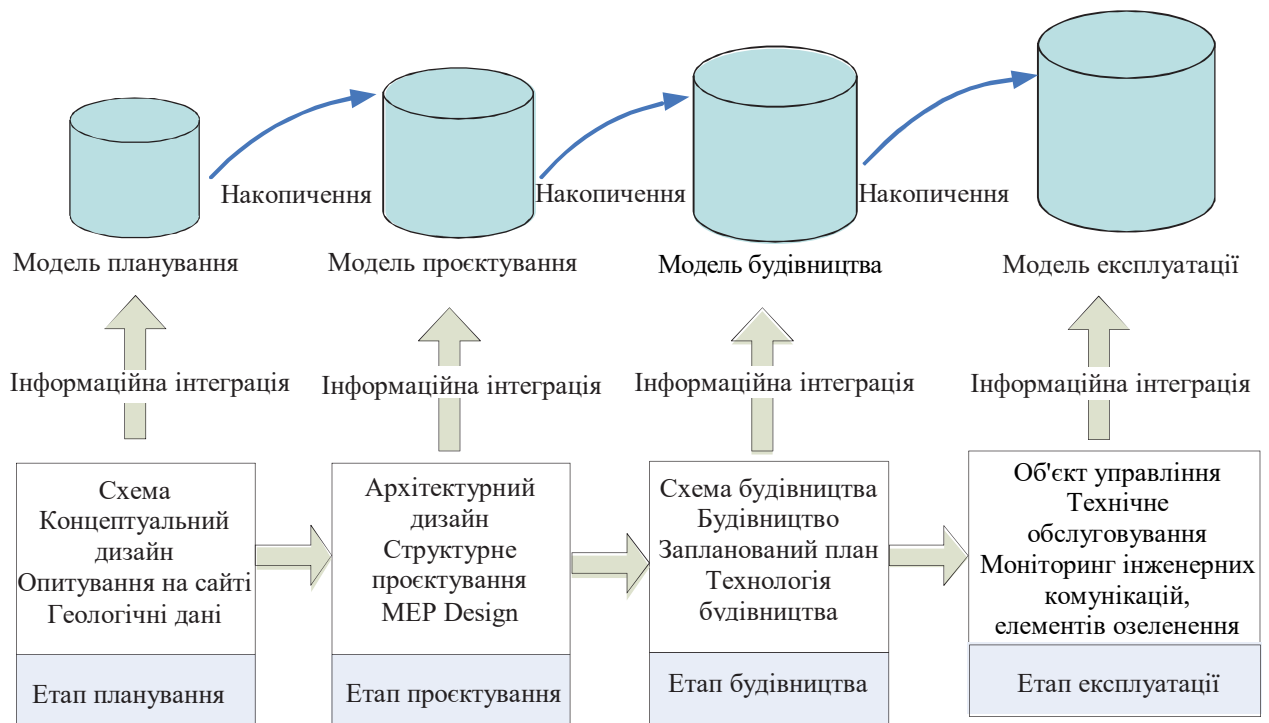 Накопичення
Накопичення
Накопичення
Модель планування
Модель проєктування
Модель будівництва
Модель експлуатації
Інформаційна інтеграція
Інформаційна інтеграція
Інформаційна інтеграція
Інформаційна інтеграція
Схема
Концептуальний
дизайн
Опитування на сайті
Геологічні дані
Етап планування
Архітектурний
дизайн
Структурне
проєктування
MEP Design
Етап проєктування
Схема будівництва
Будівництво
Запланований план
Технологія
будівництва
Етап будівництва
Об'єкт управління
Технічне
обслуговування
Моніторинг інженерних
комунікацій,
елементів озеленення
Етап експлуатації